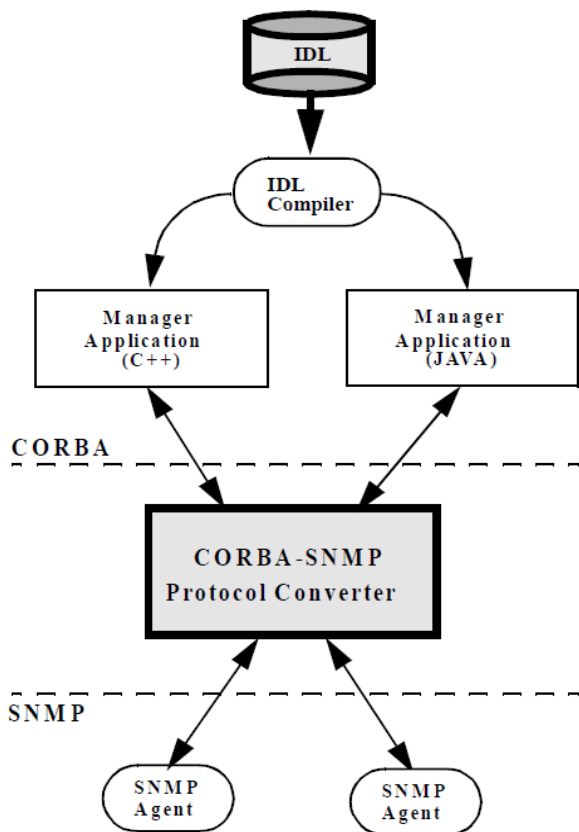 IDL
IDL
Compiler
Manager
Application
(C++)
Manager
Application
(JAVA)
CORBA
CORBA-SNMP
Protocol Converter
SNMP
SNMP
Agent
SNMP
Agent